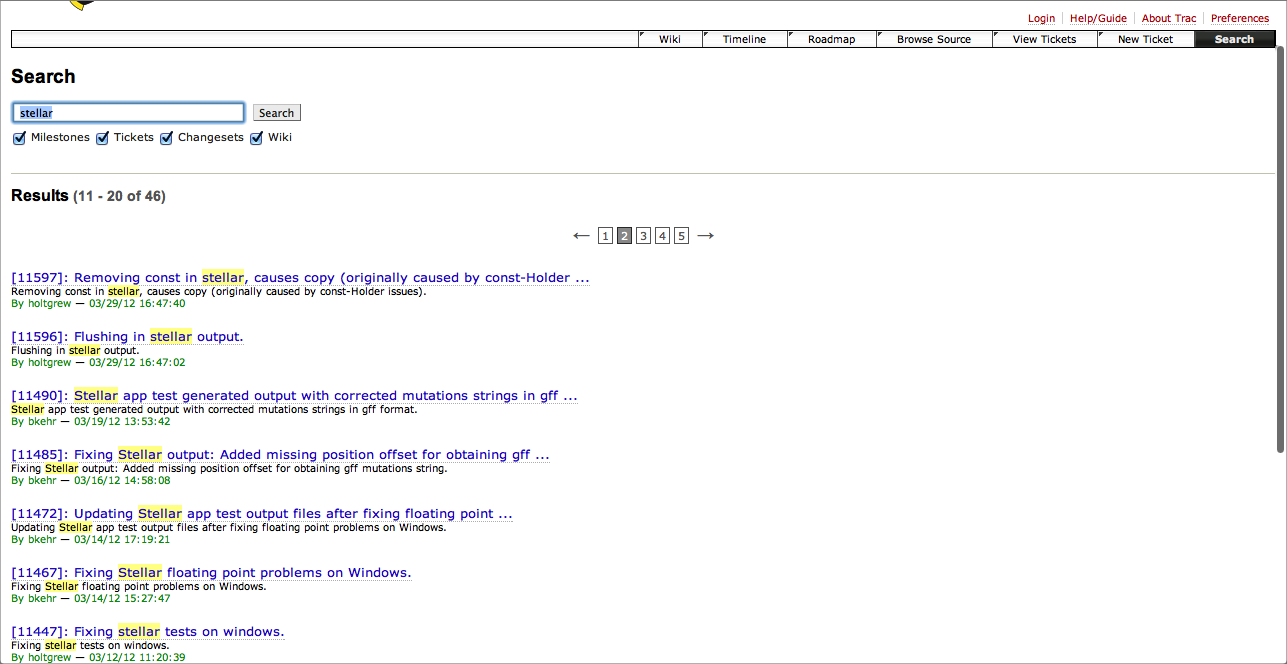 Login Help/Guide About Trac Preferences
Wiki Timeline Roadmap Browse Source View Tickets New Ticket Search
Search
stellar Search
Milestones Tickets Changesets Wiki
Results (11 - 20 of 46)
← 1 2 3 4 5 →
[11597]: Removing const in stellar, causes copy (originally caused by const-Holder ...
Removing const in stellar, causes copy (originally caused by const-Holder issues).
By holtgrew — 03/29/12 16:47:40
[11596]: Flushing in stellar output.
Flushing in stellar output.
By holtgrew — 03/29/12 16:47:02
[11490]: Stellar app test generated output with corrected mutations strings in gff ...
Stellar app test generated output with corrected mutations strings in gff format.
By bkehr — 03/19/12 13:53:42
[11485]: Fixing Stellar output: Added missing position offset for obtaining gff ...
Fixing Stellar output: Added missing position offset for obtaining gff mutations string.
By bkehr — 03/16/12 14:58:08
[11472]: Updating Stellar app test output files after fixing floating point ...
Updating Stellar app test output files after fixing floating point problems on Windows.
By bkehr — 03/14/12 17:19:21
[11467]: Fixing Stellar floating point problems on Windows.
Fixing Stellar floating point problems on Windows.
By bkehr — 03/14/12 15:27:47
[11447]: Fixing stellar tests on windows.
Fixing stellar tests on windows.
By holtgrew — 03/12/12 11:20:39